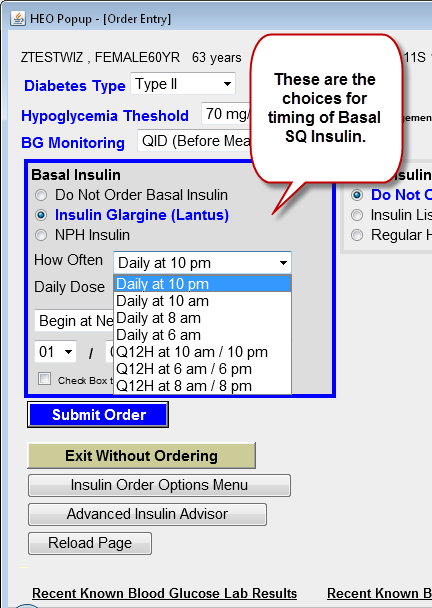 HEO Popup - [Order Entry]
ZTESTWIZ , FEMALE60YR 63 years
11S
These are the
choices for
timing of Basal
SQ Insulin.
Diabetes Type Type II
Hypoglycemia Theshold 70 mg/
BG Monitoring QID (Before Mea
Basal Insulin
Do Not Order Basal Insulin
Insulin Glargine (Lantus)
NPH Insulin
How Often Daily at 10 pm
Daily Dose
Daily at 10 pm
Daily at 10 am
Daily at 8 am
Daily at 6 am
Q12H at 10 am / 10 pm
Q12H at 6 am / 6 pm
Q12H at 8 am / 8 pm
Begin at Ne
01 /
Check Box t
Do Not O
Insulin Lis
Regular H
Submit Order
Exit Without Ordering
Insulin Order Options Menu
Advanced Insulin Advisor
Reload Page
Recent Known Blood Glucose Lab Results
Recent Known B